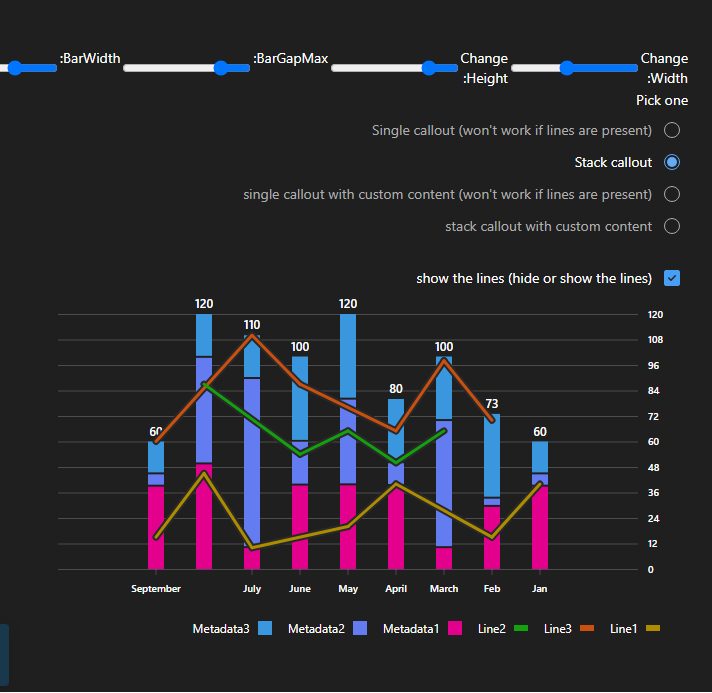 :BarWidth
:BarGapMax
Change
:Height
Change
:Width
Pick one
Single callout (won't work if lines are present)
Stack callout
single callout with custom content (won't work if lines are present)
stack callout with custom content
show the lines (hide or show the lines)
60
120
110
100
120
80
100
73
60
120
108
96
84
72
60
48
36
24
12
0
September July June May April March Feb Jan
Metadata3 Metadata2 Metadata1 Line2 Line3 Line1